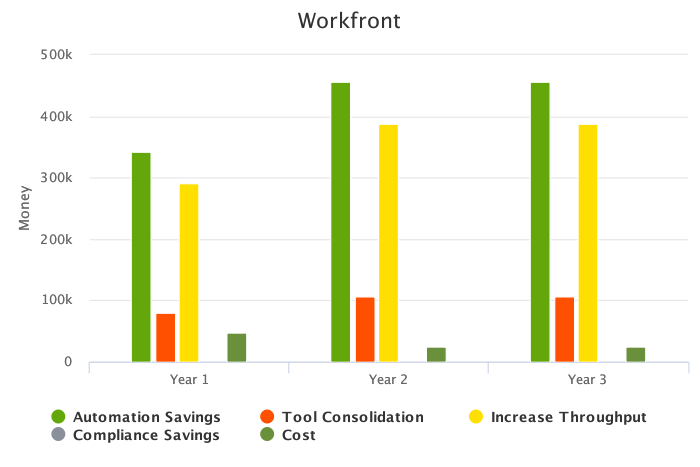 Workfront
500k
400k
300k
200k
100k
0
Money
Year 1 Year 2 Year 3
Automation Savings Tool Consolidation Increase Throughput
Compliance Savings Cost